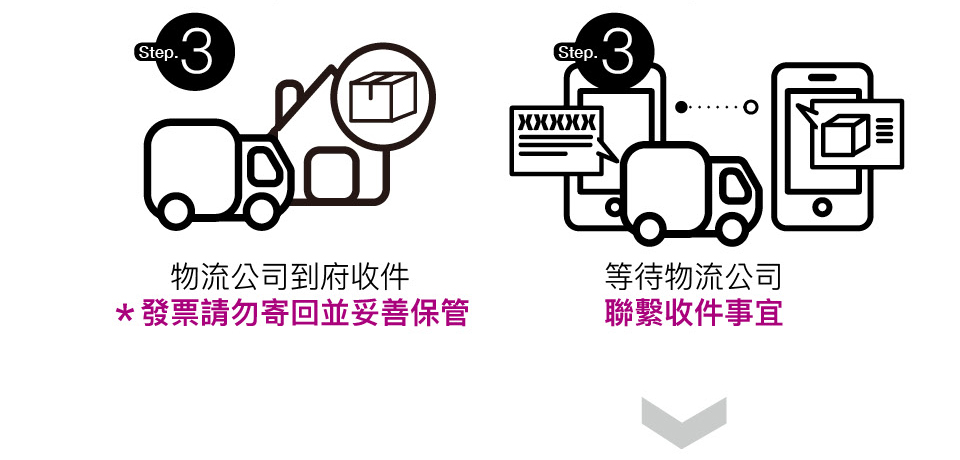 Step. 3
物流公司到府收件
＊發票請勿寄回並妥善保管
Step. 3
XXXXX
等待物流公司
聯繫收件事宜